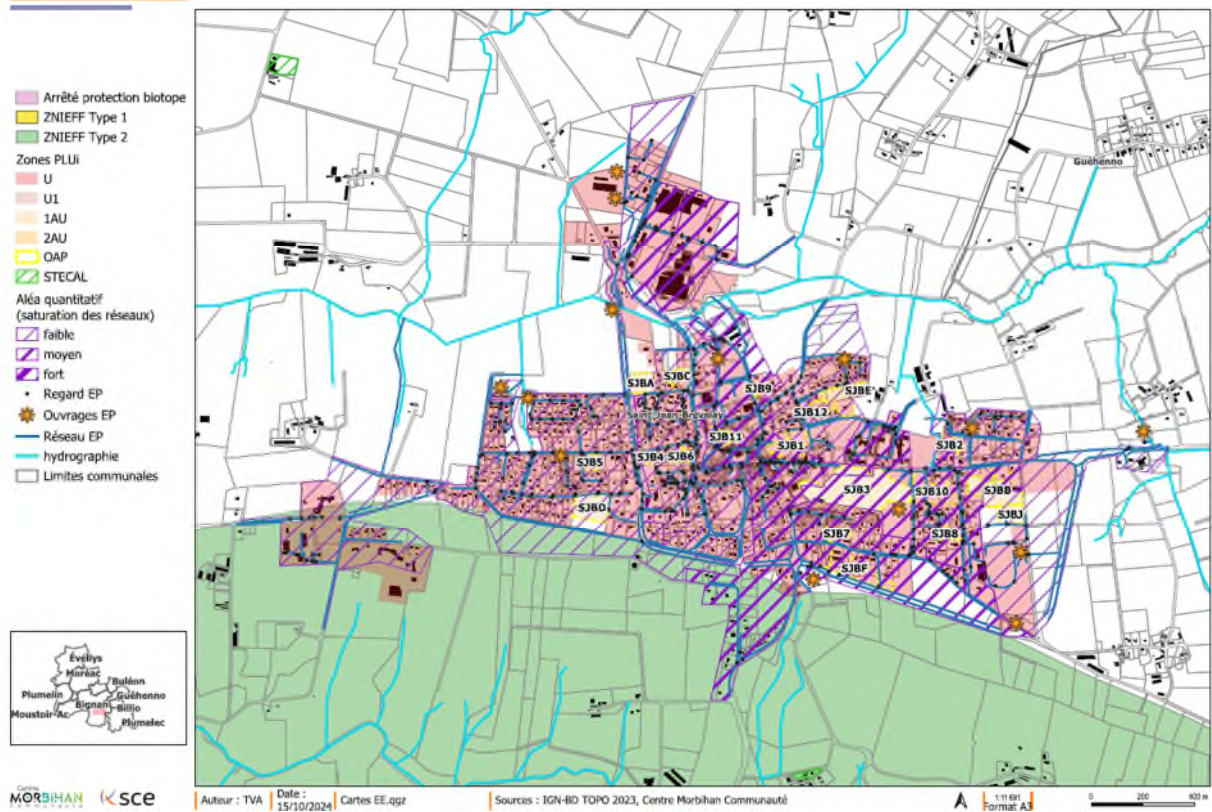 Arrêté protection biotope
ZNIEFF Type 1
ZNIEFF Type 2
Zones PLUi
U
U1
1AU
2AU
OAP
STECAL
Aléa quantitatif
(saturation des réseaux)
faible
moyen
fort
Regard EP
Ouvrages EP
Réseau EP
hydrographie
Limites communales
Guéhenno
SJBA
SJBC
SJB9
SJBE
Saint-Jean-Brévelay
SJB12
SJB11
SJB1
SJB2
SJB5
SJB4
SJB6
SJB3
SJB10
SJBB
SJBD
SJBJ
SJB7
SJB8
SJBF
Évellys
Moréac
Buléon
Plumelin
Guéhenno
Bignan
Billio
Moustoir-Ac
Plumelec
Centre
MORBIHAN
communauté
sce
Auteur : TVA
Date :
15/10/2024
Cartes EE.qgz
Sources : IGN-BD TOPO 2023, Centre Morbihan Communauté
Format A3
0 200 400 m